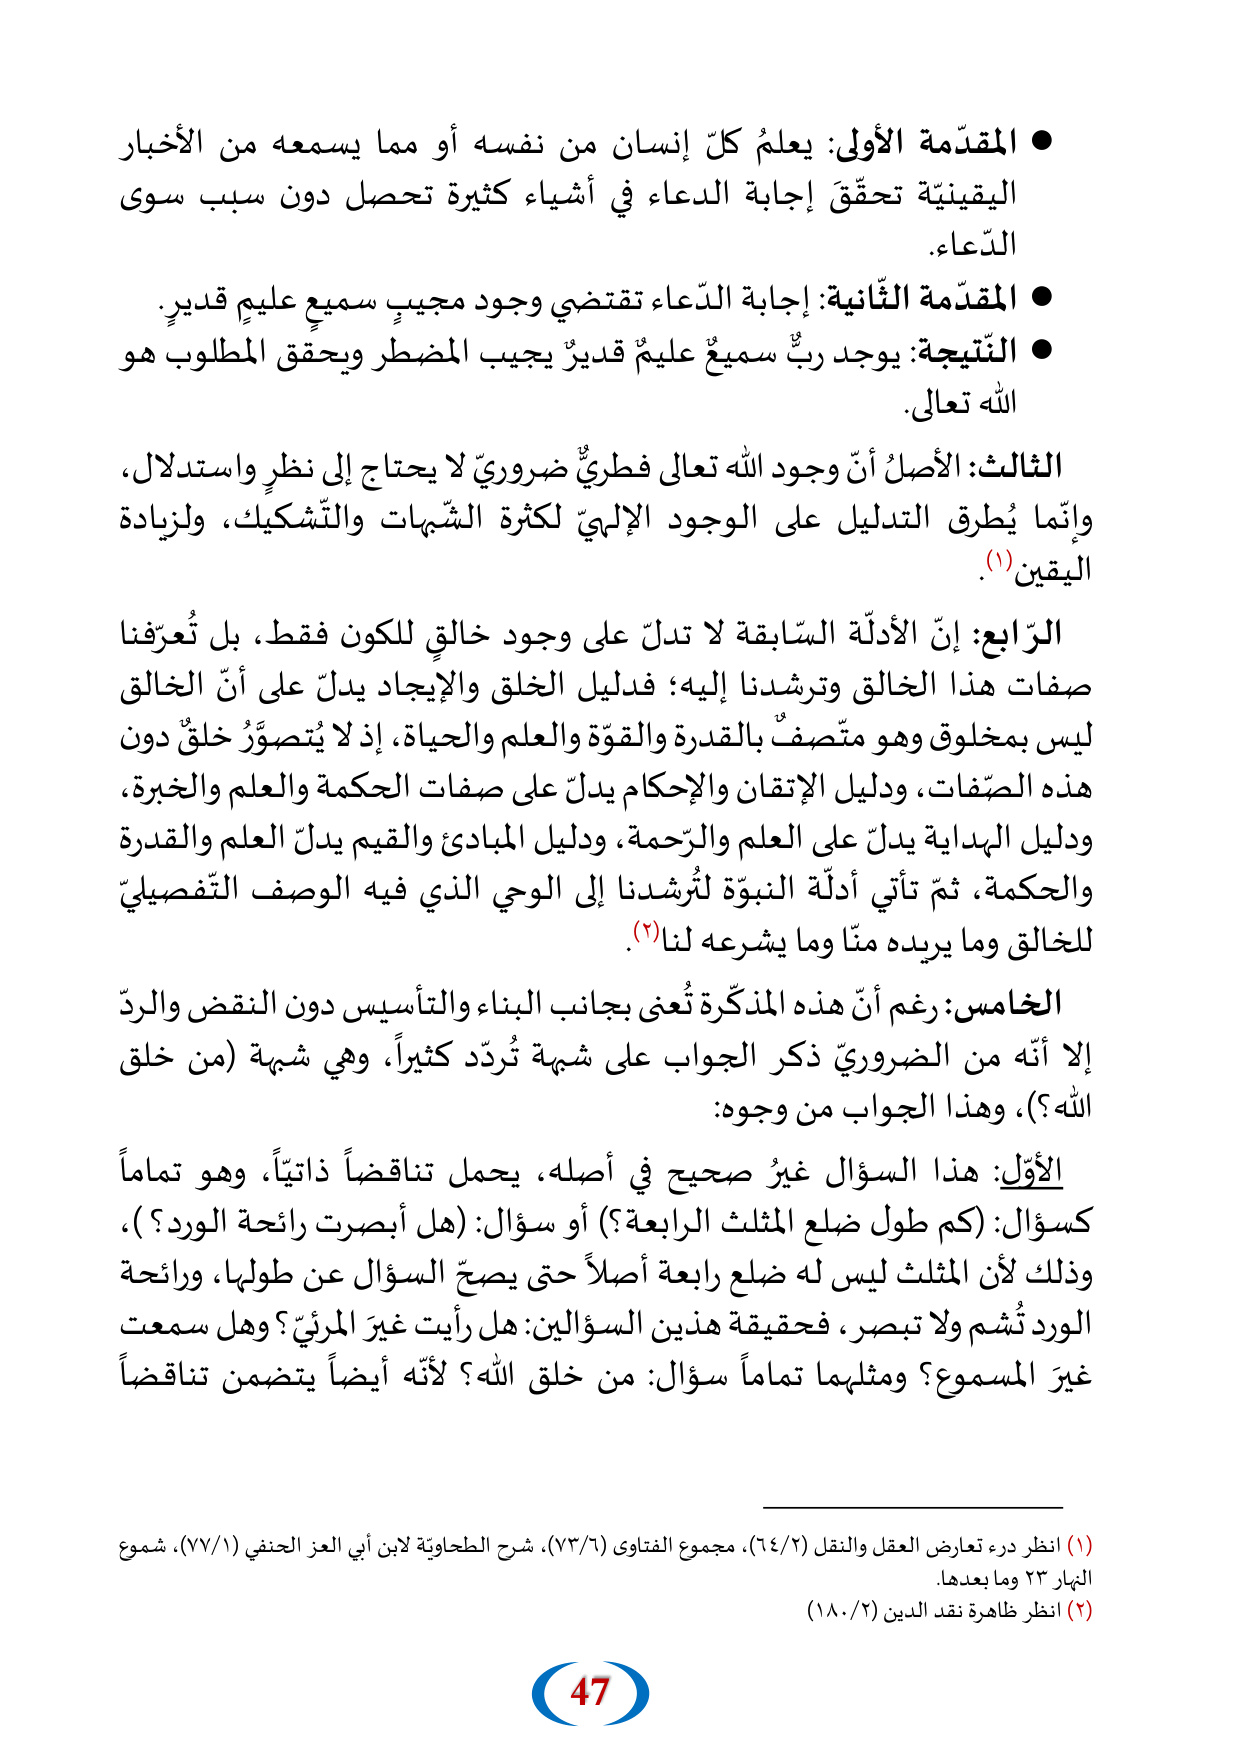 ● المقدّمة الأولى: يعلمُ كلّ إنسان من نفسه أو مما يسمعه من الأخبار
اليقينيّة تحقّقَ إجابة الدعاء في أشياء كثيرة تحصل دون سبب سوى
الدّعاء.
● المقدّمة الثّانية: إجابة الدّعاء تقتضي وجود مجيبٍ سميعٍ عليمٍ قديرٍ.
● النّتيجة: يوجد ربٌّ سميعٌ عليمٌ قديرٌ يجيب المضطر ويحقق المطلوب هو
الله تعالى.
الثالث: الأصلُ أنّ وجود الله تعالى فطريٌّ ضروريّ لا يحتاج إلى نظرٍ واستدلال،
وإنّما يُطرق التدليل على الوجود الإلهيّ لكثرة الشّبهات والتّشكيك، ولزيادة
اليقين(١).
الرّابع: إنّ الأدلّة السّابقة لا تدلّ على وجود خالقٍ للكون فقط، بل تُعرّفنا
صفات هذا الخالق وترشدنا إليه؛ فدليل الخلق والإيجاد يدلّ على أنّ الخالق
ليس بمخلوق وهو متّصفٌ بالقدرة والقوّة والعلم والحياة، إذ لا يُتصوَّرُ خلقٌ دون
هذه الصّفات، ودليل الإتقان والإحكام يدلّ على صفات الحكمة والعلم والخبرة،
ودليل الهداية يدلّ على العلم والرّحمة، ودليل المبادئ والقيم يدلّ العلم والقدرة
والحكمة، ثمّ تأتي أدلّة النبوّة لتُرشدنا إلى الوحي الذي فيه الوصف التّفصيليّ
للخالق وما يريده منّا وما يشرعه لنا(٢).
الخامس: رغم أنّ هذه المذكّرة تُعنى بجانب البناء والتأسيس دون النقض والردّ
إلا أنّه من الضروريّ ذكر الجواب على شبهة تُردّد كثيراً، وهي شبهة (من خلق
الله؟)، وهذا الجواب من وجوه:
الأوّل: هذا السؤال غيرُ صحيح في أصله، يحمل تناقضاً ذاتيّاً، وهو تماماً
كسؤال: (كم طول ضلع المثلث الرابعة؟) أو سؤال: (هل أبصرت رائحة الورد؟ )،
وذلك لأن المثلث ليس له ضلع رابعة أصلاً حتى يصحّ السؤال عن طولها، ورائحة
الورد تُشم ولا تبصر، فحقيقة هذين السؤالين: هل رأيت غيرَ المرئيّ؟ وهل سمعت
غيرَ المسموع؟ ومثلهما تماماً سؤال: من خلق الله؟ لأنّه أيضاً يتضمن تناقضاً
(١) انظر درء تعارض العقل والنقل (٦٤/٢)، مجموع الفتاوى (٧٣/٦)، شرح الطحاويّة لابن أبي العز الحنفي (٧٧/١)، شموع
النهار ٢٣ وما بعدها.
(٢) انظر ظاهرة نقد الدين (١٨٠/٢)
47